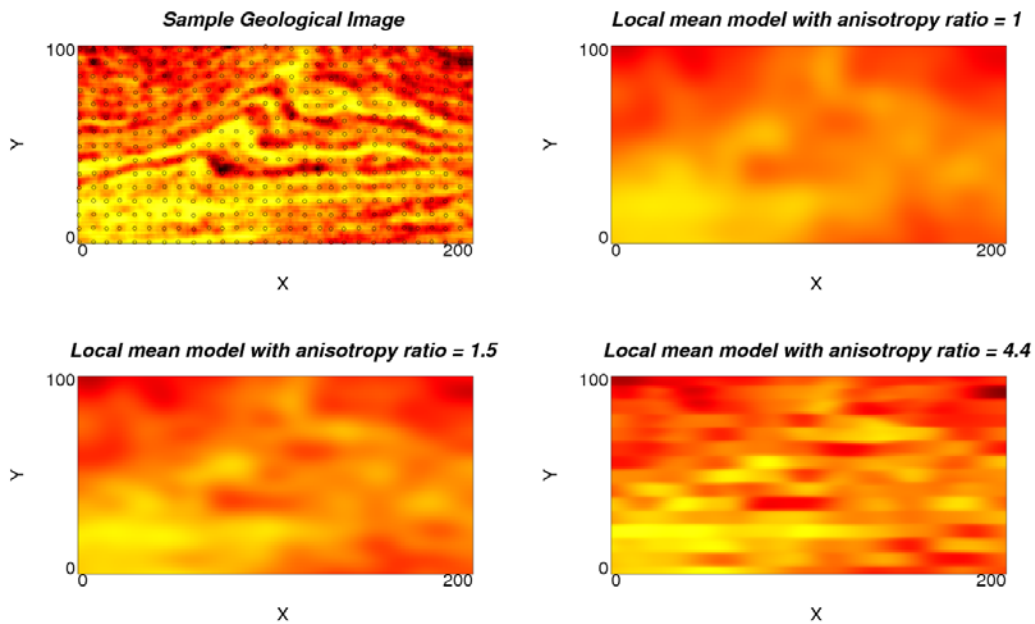 Sample Geological Image
100
Y
0
0
200
X
Local mean model with anisotropy ratio = 1
100
Y
0
0
200
X
Local mean model with anisotropy ratio = 1.5
100
Y
0
0
200
X
Local mean model with anisotropy ratio = 4.4
100
Y
0
0
200
X